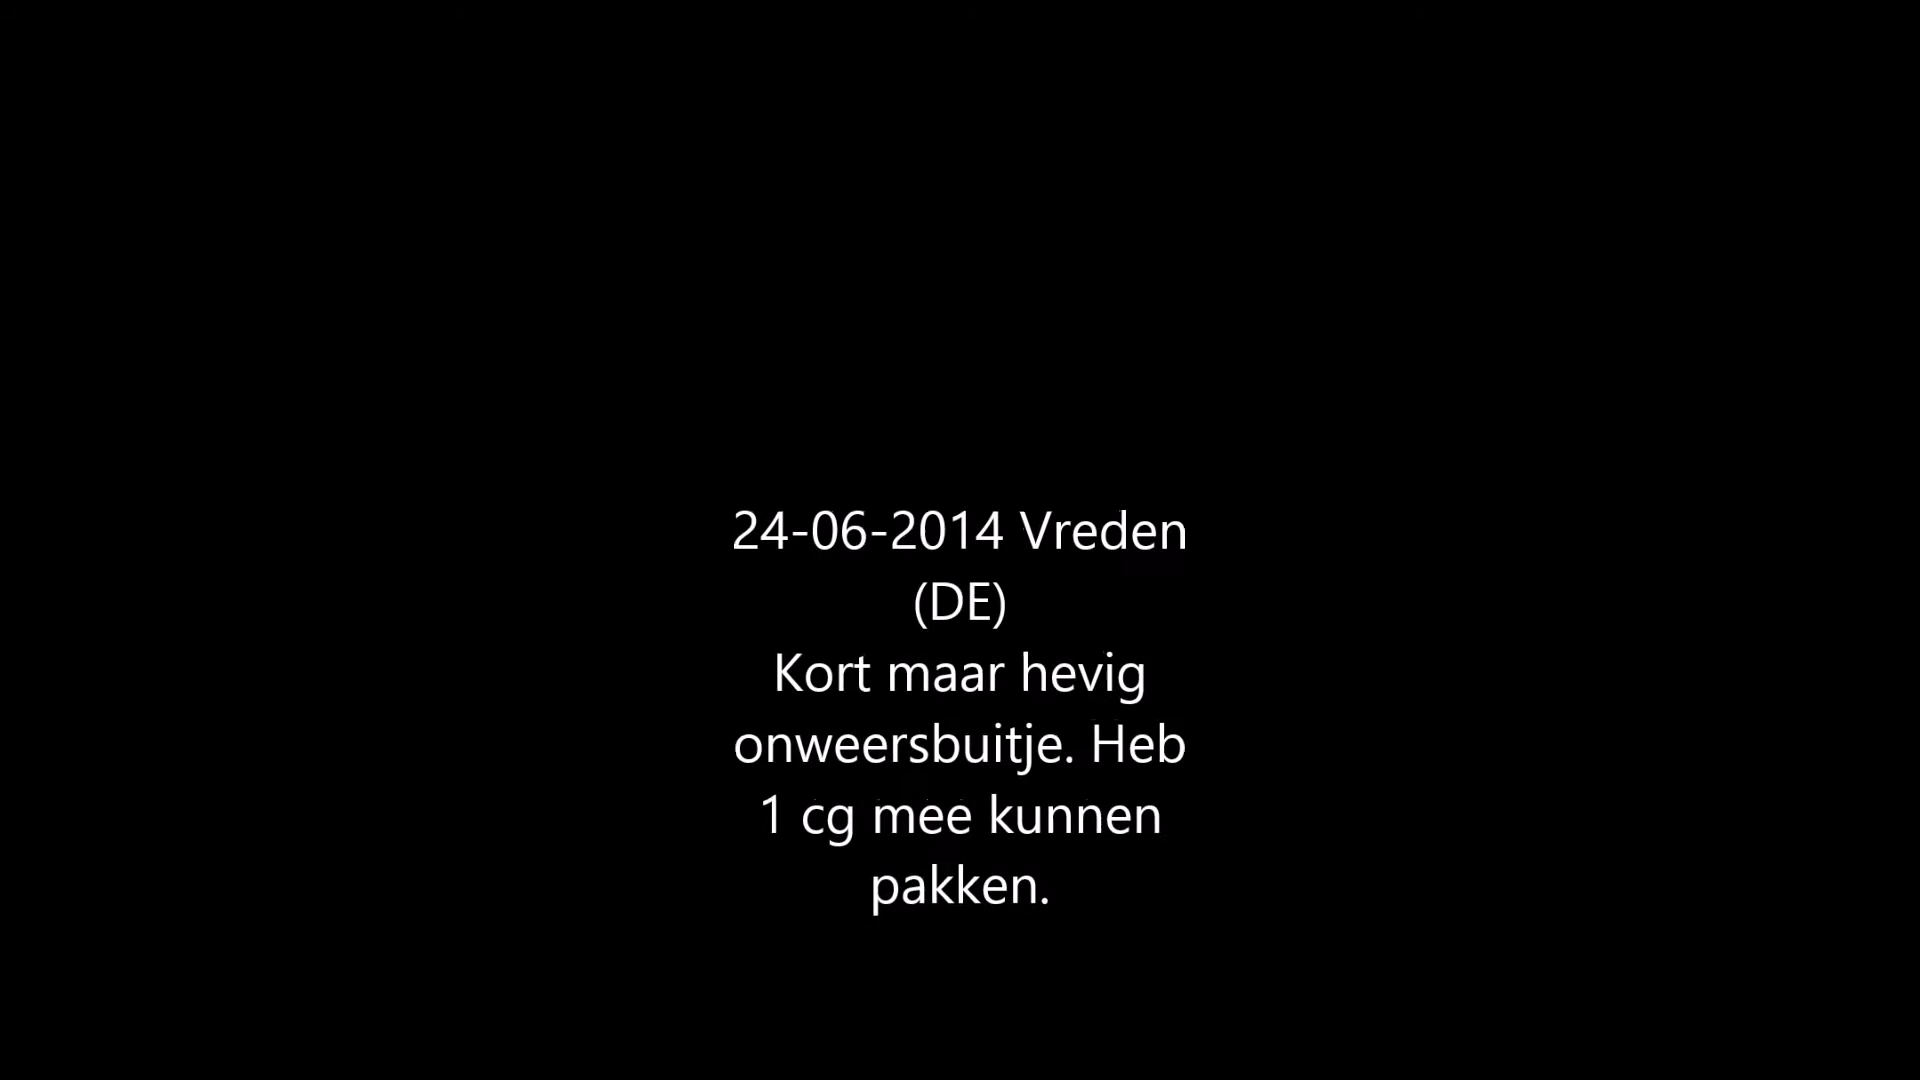 24-06-2014 Vreden
(DE)
Kort maar hevig
onweersbuitje. Heb
1 cg mee kunnen
pakken.